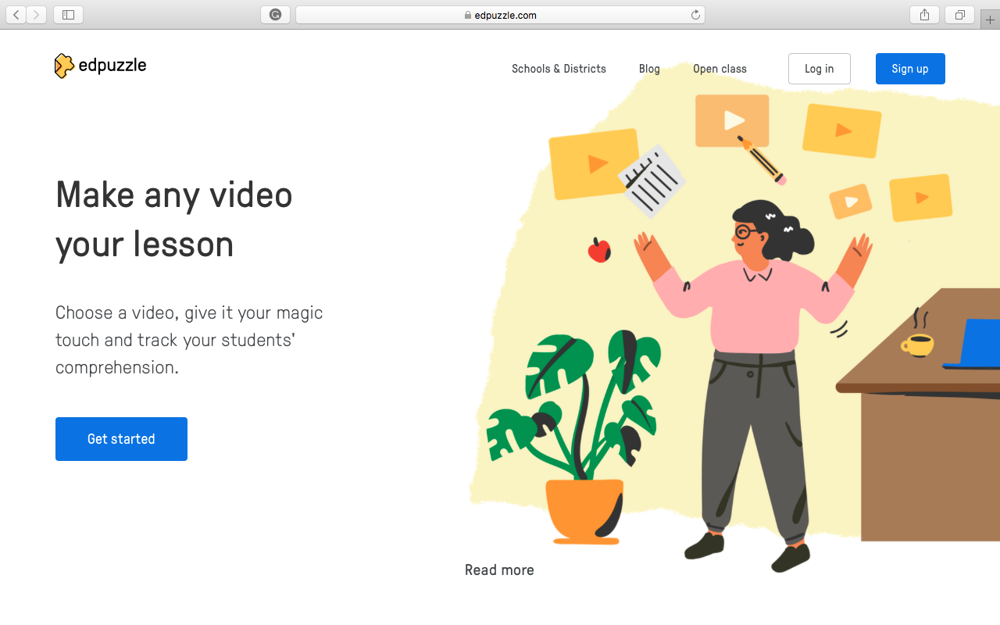 edpuzzle.com
edpuzzle
Schools & Districts
Blog
Open class
Log in
Sign up
Make any video
your lesson
Choose a video, give it your magic
touch and track your students'
comprehension.
Get started
Read more